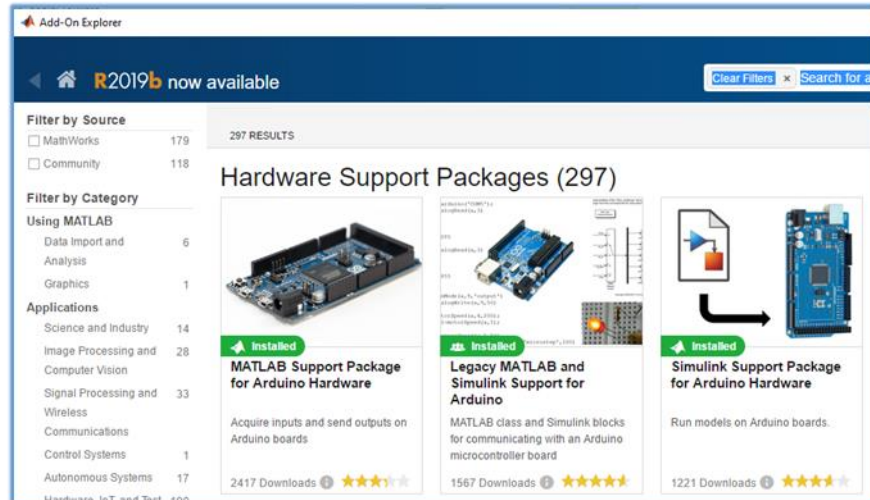 Add-On Explorer
R2019b now available
Clear Filters × Search for a
Filter by Source
MathWorks 179
Community 118
Filter by Category
Using MATLAB
Data Import and
Analysis 6
Graphics 1
Applications
Science and Industry 14
Image Processing and
Computer Vision 28
Signal Processing and
Wireless
Communications 33
Control Systems 1
Autonomous Systems 17
297 RESULTS
Hardware Support Packages (297)
Installed
MATLAB Support Package
for Arduino Hardware
Acquire inputs and send outputs on
Arduino boards
2417 Downloads
Installed
Legacy MATLAB and
Simulink Support for
Arduino
MATLAB class and Simulink blocks
for communicating with an Arduino
microcontroller board
1567 Downloads
Installed
Simulink Support Package
for Arduino Hardware
Run models on Arduino boards.
1221 Downloads